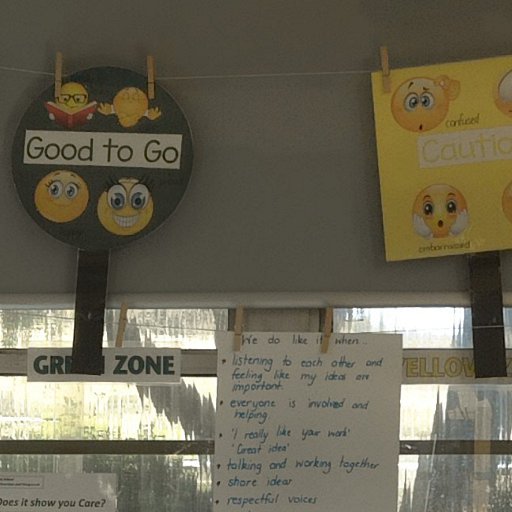 Good to Go
confused
Cautio
embarrassed
GRE ZONE
YELLOW
We do like it when..
• listening to each other and
feeling like my ideas are
important.
• everyone is involved and
helping.
• 'I really like your work'
'Great idea'
• talking and working together
• share ideas
• respectful voices
Does it show you Care?